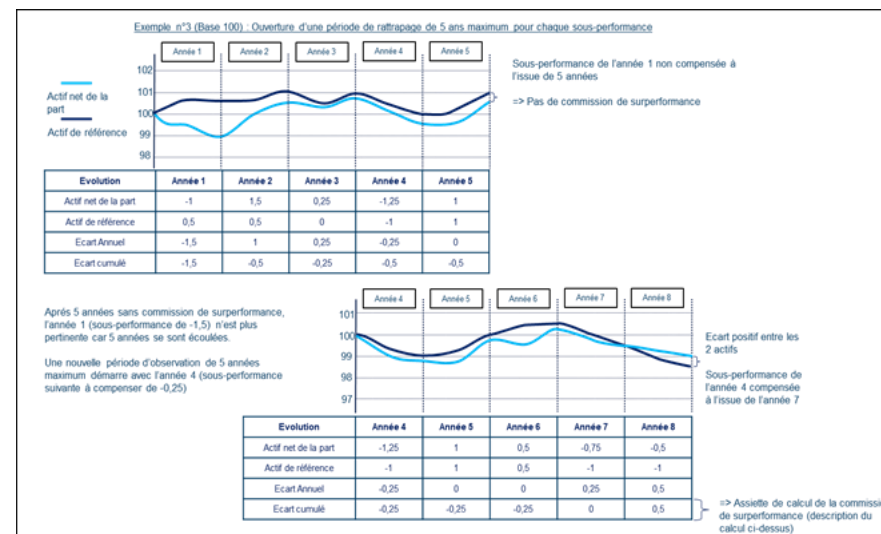 Exemple n°3 (Base 100) : Ouverture d'une période de rattrapage de 5 ans maximum pour chaque sous-performance
Année 1 Année 2 Année 3 Année 4 Année 5
102
101
100
99
98
Actif net de la
part
Actif de référence
Sous-performance de l'année 1 non compensée à
l'issue de 5 années
=> Pas de commission de surperformance
Evolution Année 1 Année 2 Année 3 Année 4 Année 5
Actif net de la part -1 1,5 0,25 -1,25 1
Actif de référence 0,5 0,5 0 -1 1
Ecart Annuel -1,5 1 0,25 -0,25 0
Ecart cumulé -1,5 -0,5 -0,25 -0,5 -0,5
Aprés 5 années sans commission de surperformance,
l'année 1 (sous-performance de -1,5) n'est plus
pertinente car 5 années se sont écoulées.
Une nouvelle période d'observation de 5 années
maximum démarre avec l'année 4 (sous-performance
suivante à compenser de -0,25)
Année 4 Année 5 Année 6 Année 7 Année 8
101
100
99
98
97
Ecart positif entre les
2 actifs
Sous-performance de
l'année 4 compensée
à l'issue de l'année 7
Evolution Année 4 Année 5 Année 6 Année 7 Année 8
Actif net de la part -1,25 1 0,5 -0,75 -0,5
Actif de référence -1 1 0,5 -1 -1
Ecart Annuel -0,25 0 0 0,25 0,5
Ecart cumulé -0,25 -0,25 -0,25 0 0,5
=> Assiette de calcul de la commissi
de surperformance (description du
calcul ci-dessus)